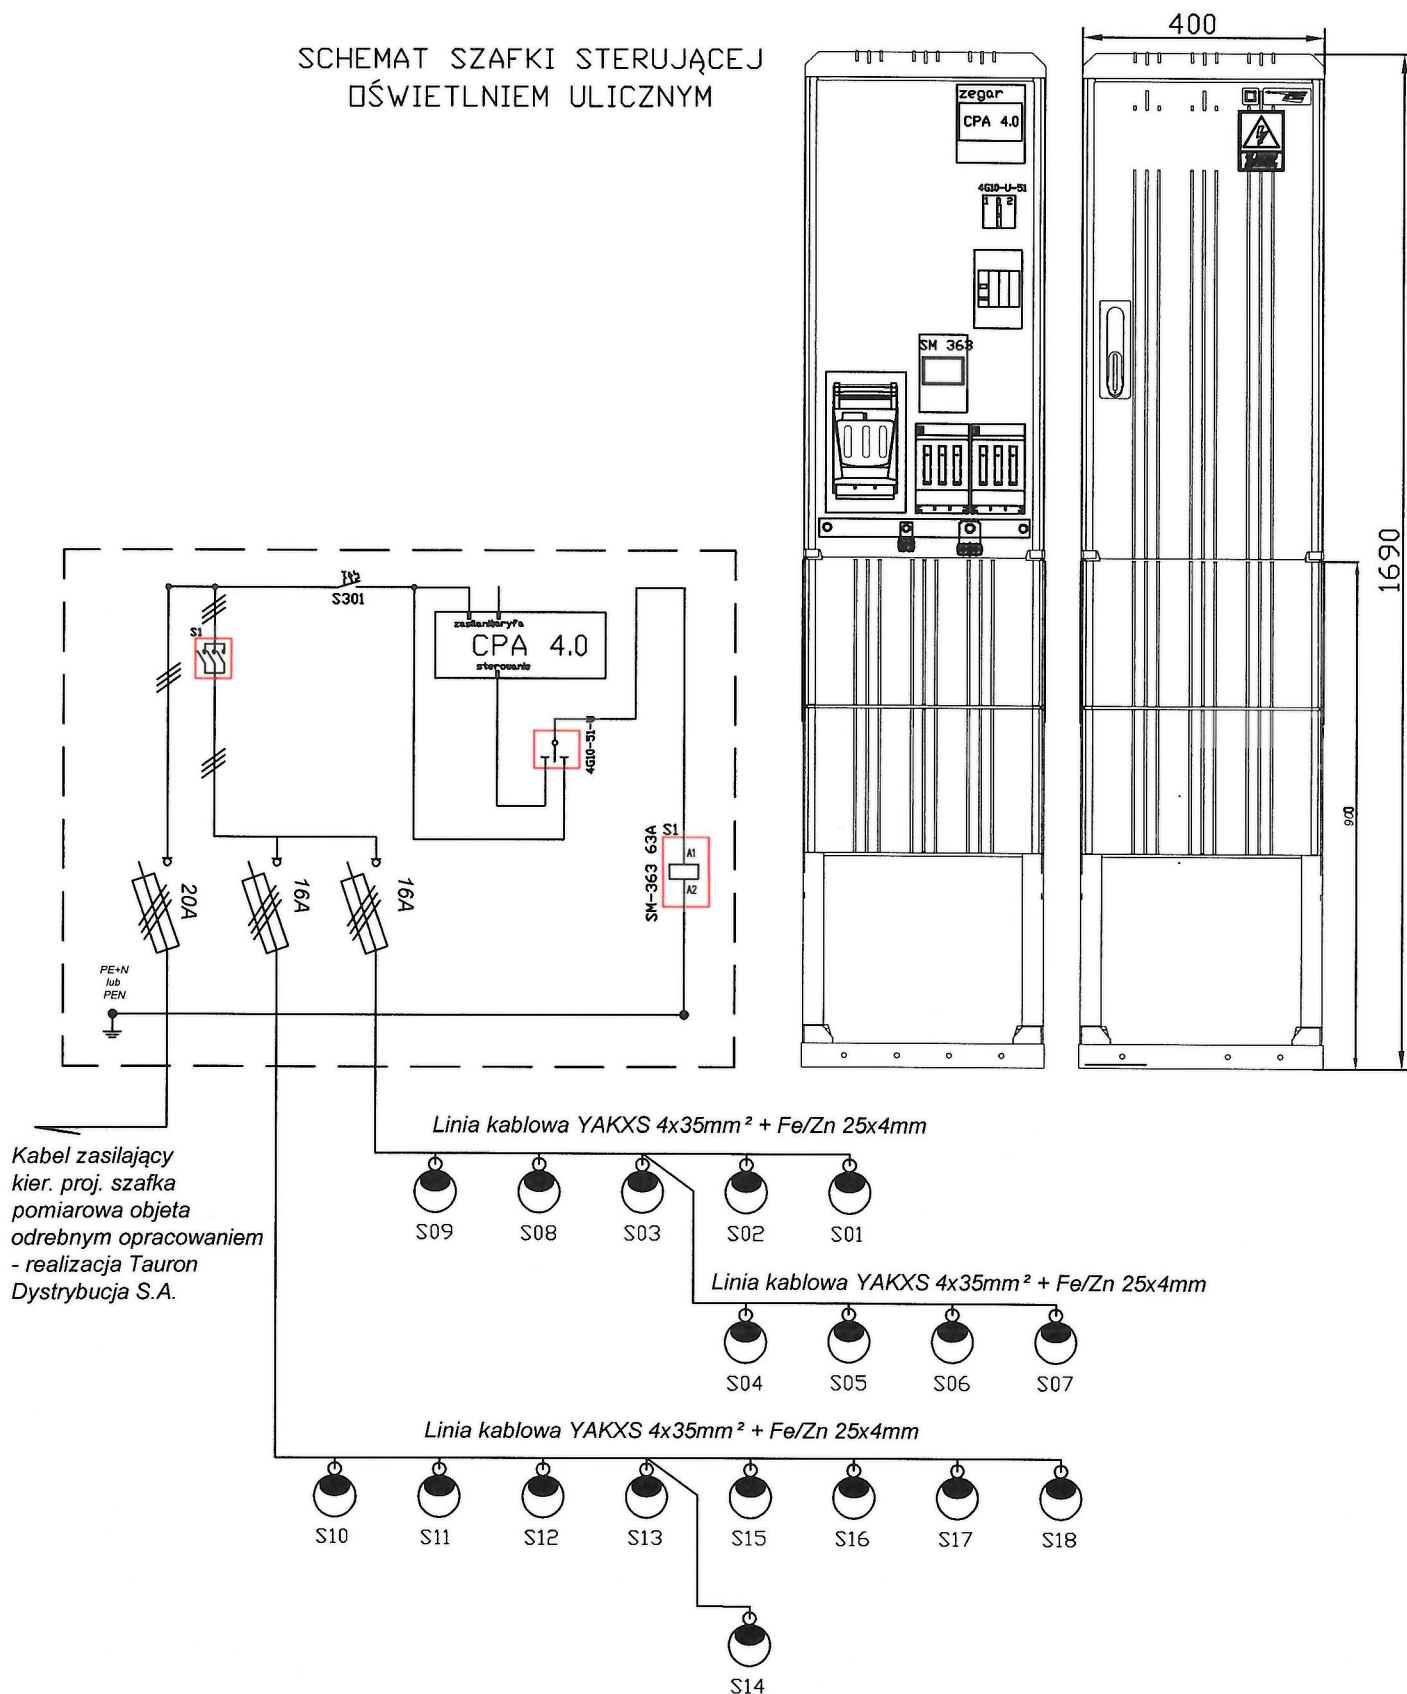 SCHEMAT SZAFKI STERUJĄCEJ
OŚWIETLNIEM ULICZNYM
400
zegar
CPA 4.0
4G10-U-51
1 2
SM 363
1690
900
S301
S1
zasilanie
taryfa
CPA 4.0
sterowanie
4G10-51-
S1
A1
A2
SM-363 63A
20A
16A
16A
PE+N
lub
PEN
Linia kablowa YAKXS 4x35mm² + Fe/Zn 25x4mm
Kabel zasilający
kier. proj. szafka
pomiarowa objeta
odrebnym opracowaniem
- realizacja Tauron
Dystrybucja S.A.
S09 S08 S03 S02 S01
Linia kablowa YAKXS 4x35mm² + Fe/Zn 25x4mm
S04 S05 S06 S07
Linia kablowa YAKXS 4x35mm² + Fe/Zn 25x4mm
S10 S11 S12 S13 S15 S16 S17 S18
S14